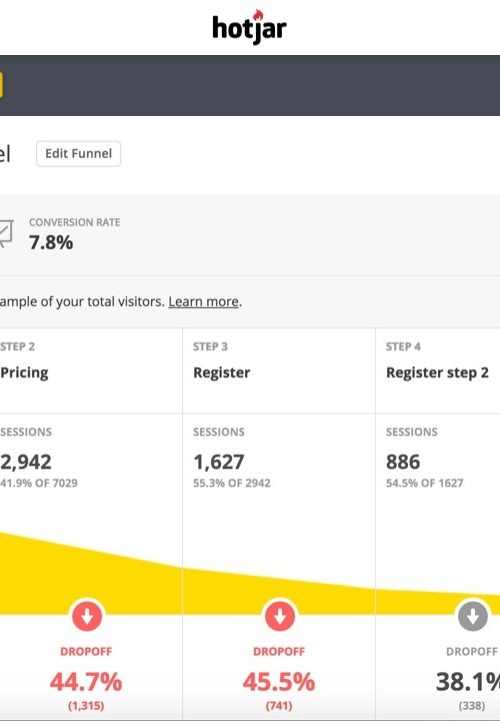 hotjar
el
Edit Funnel
CONVERSION RATE
7.8%
ample of your total visitors. Learn more.
STEP 2
Pricing
STEP 3
Register
STEP 4
Register step 2
SESSIONS
2,942
41.9% OF 7029
SESSIONS
1,627
55.3% OF 2942
SESSIONS
886
54.5% OF 1627
DROPOFF
44.7%
(1,315)
DROPOFF
45.5%
(741)
DROPOFF
38.1%
(338)